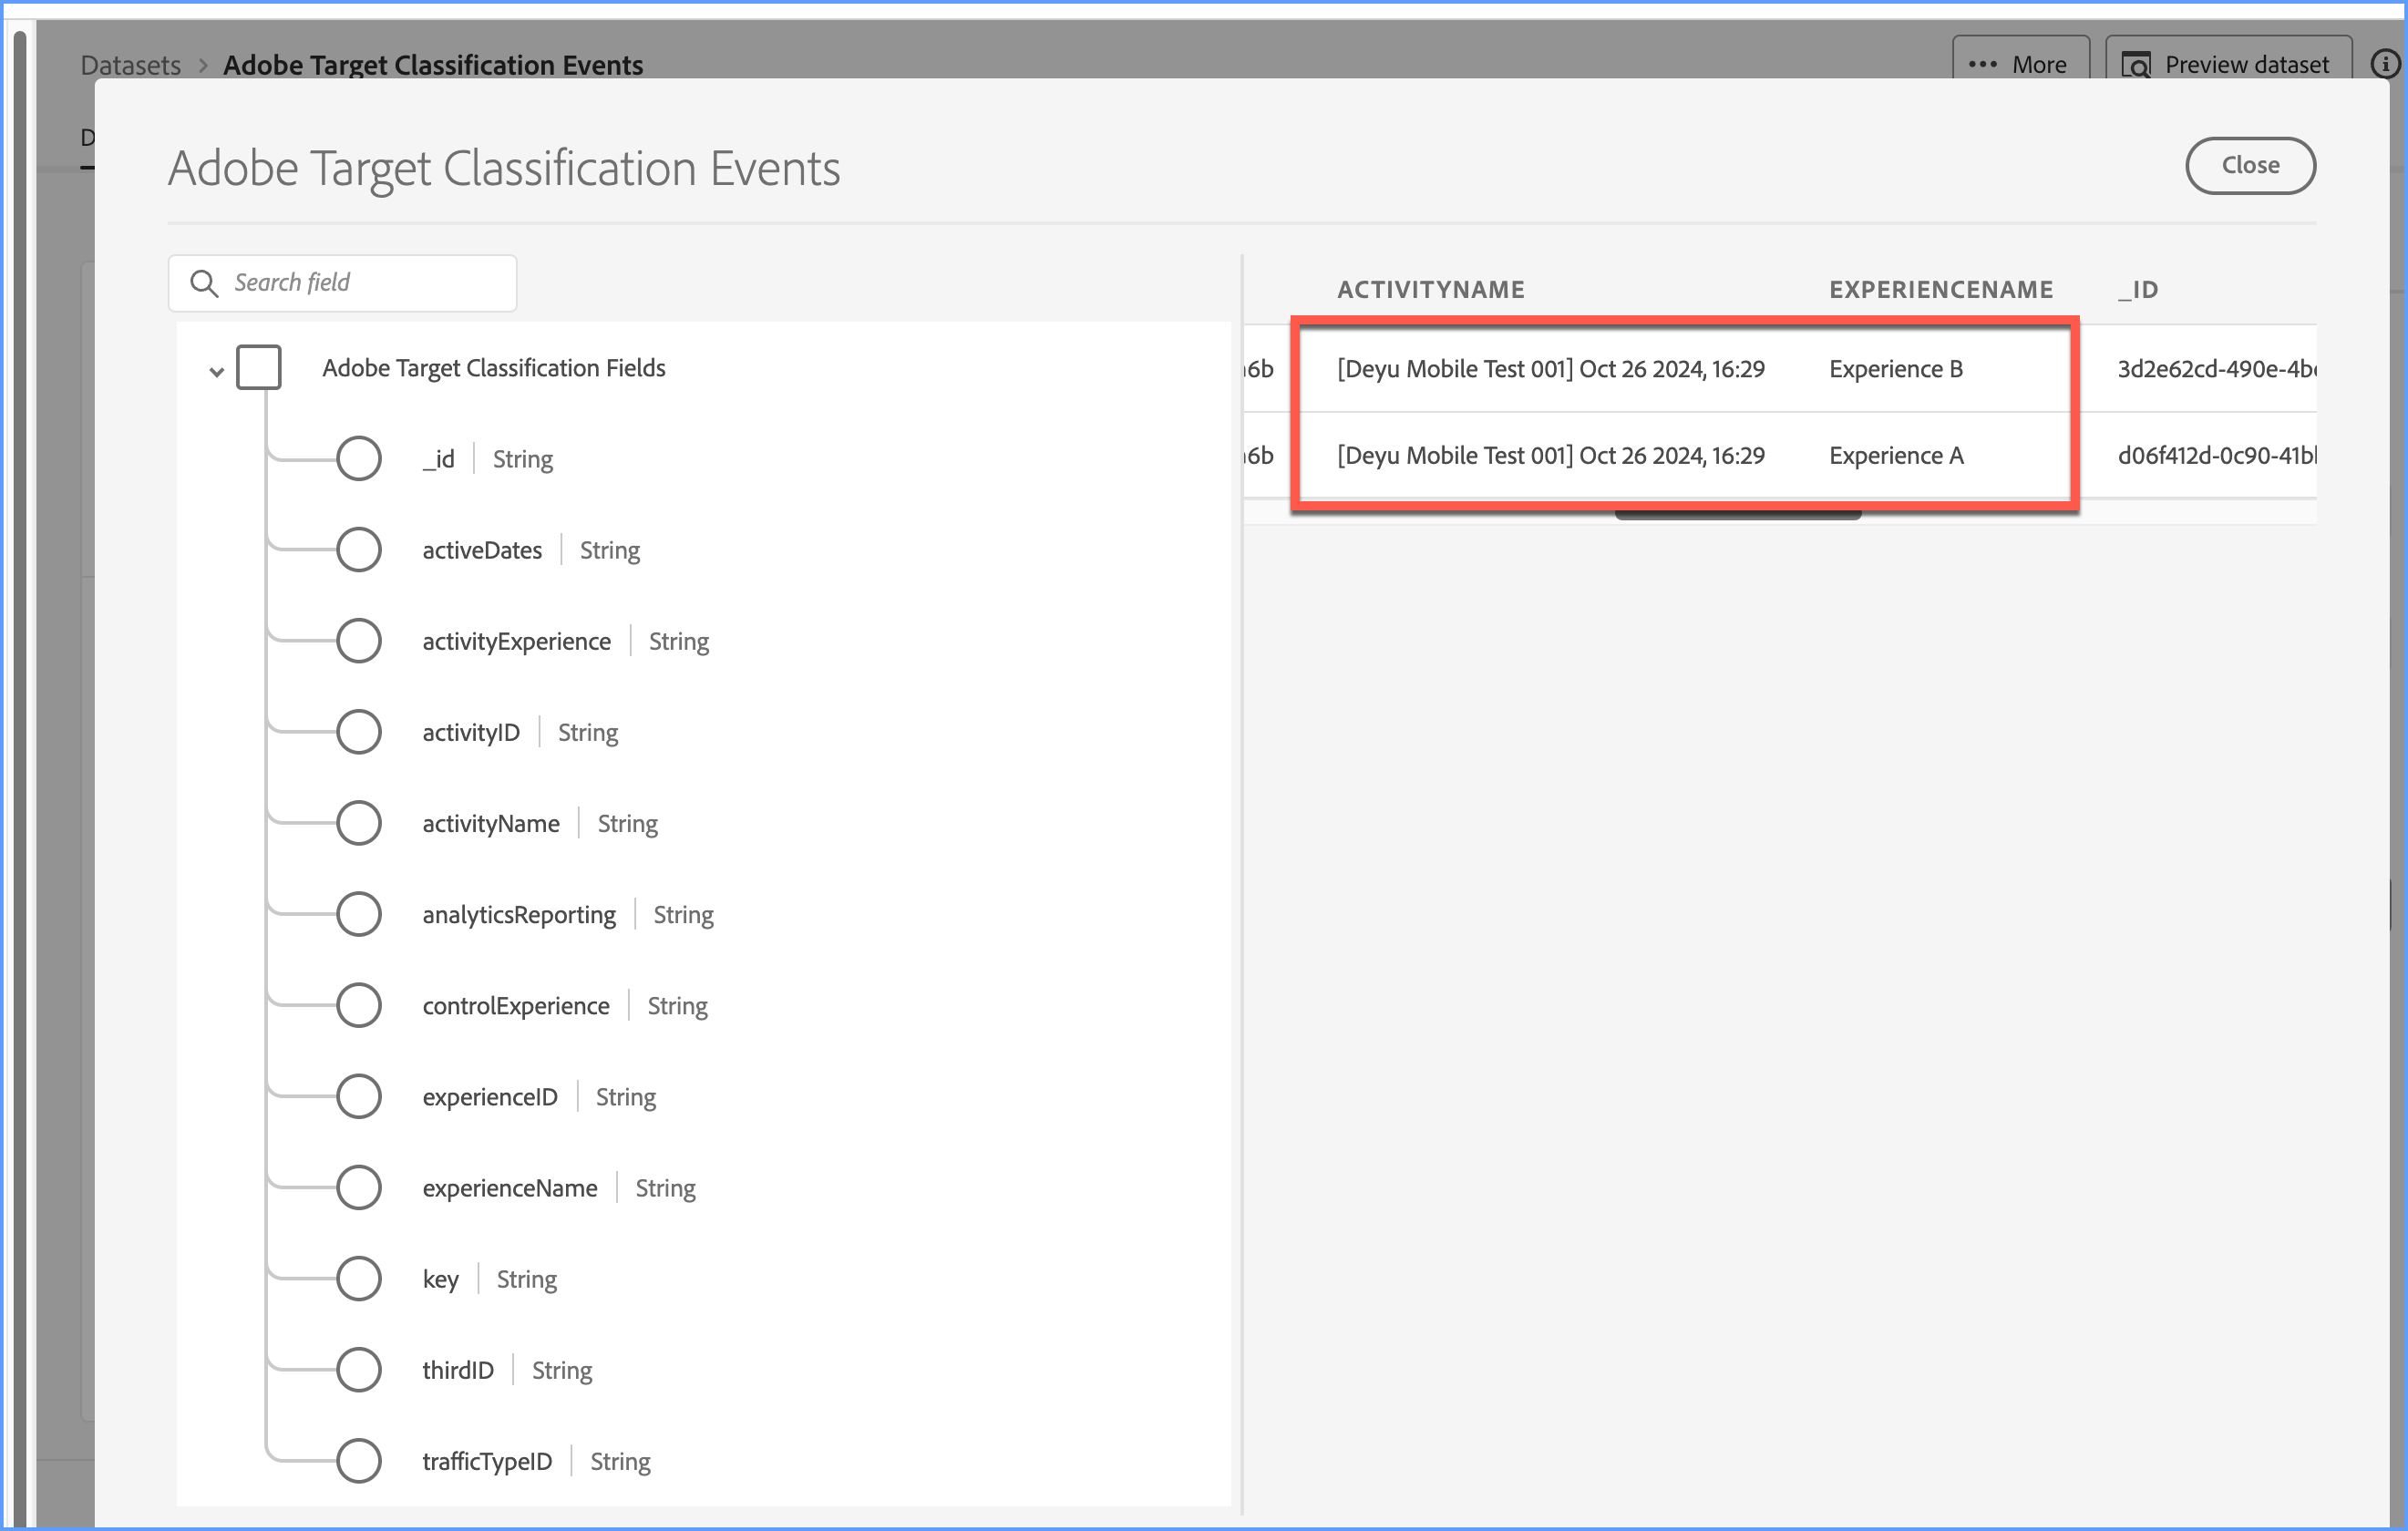 Datasets > Adobe Target Classification Events
More
Preview dataset
D
Adobe Target Classification Events
Close
Search field
ACTIVITYNAME EXPERIENCENAME _ID
Adobe Target Classification Fields
6b [Deyu Mobile Test 001] Oct 26 2024, 16:29 Experience B 3d2e62cd-490e-4b
6b [Deyu Mobile Test 001] Oct 26 2024, 16:29 Experience A d06f412d-0c90-41b
_id String
activeDates String
activityExperience String
activityID String
activityName String
analyticsReporting String
controlExperience String
experienceID String
experienceName String
key String
thirdID String
trafficTypeID String